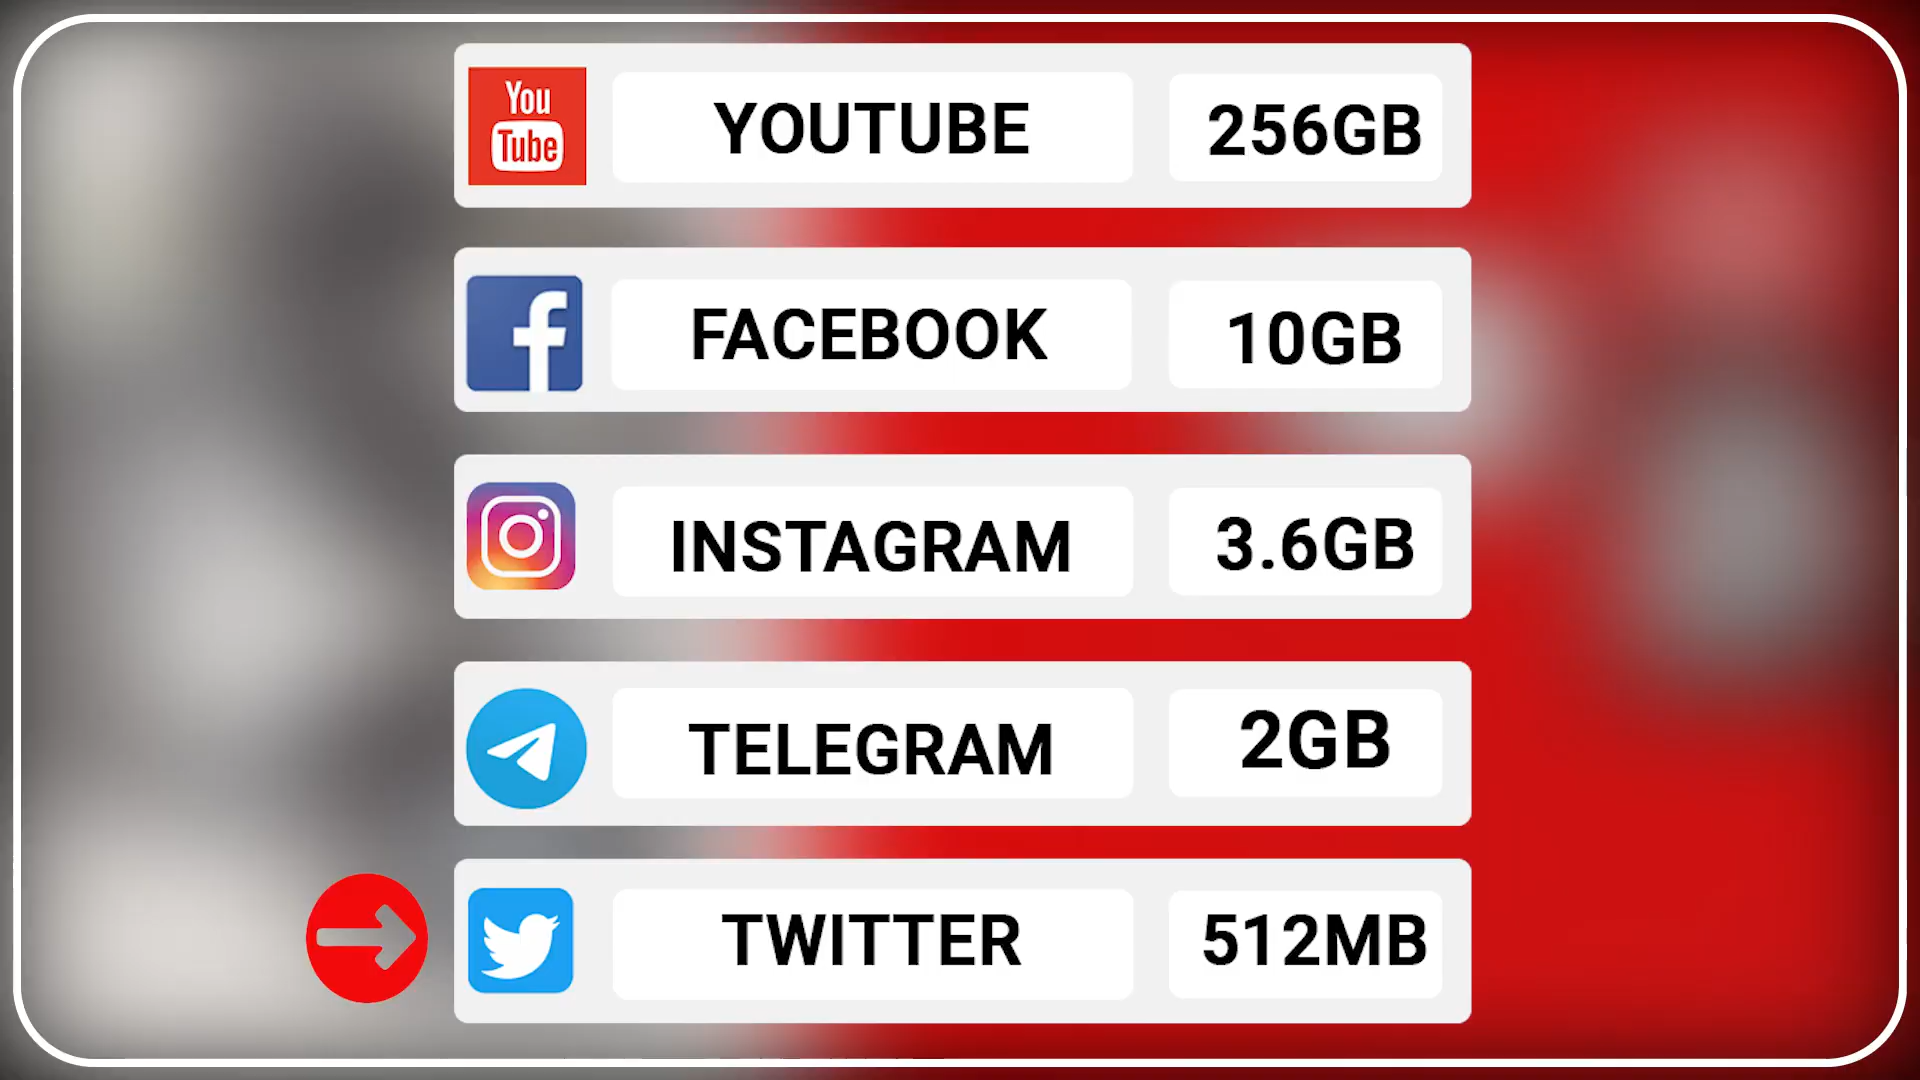 You
Tube
YOUTUBE 256GB
FACEBOOK 10GB
INSTAGRAM 3.6GB
TELEGRAM 2GB
TWITTER 512MB